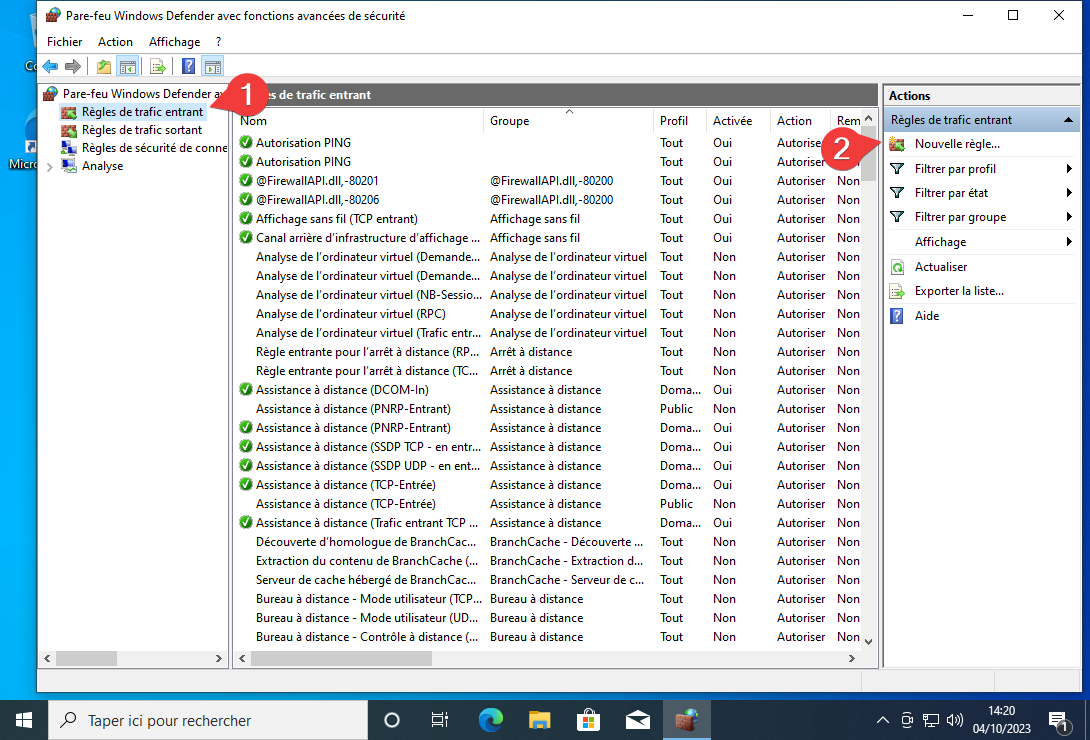 Pare-feu Windows Defender avec fonctions avancées de sécurité
Fichier Action Affichage ?
Pare-feu Windows Defender av
Règles de trafic entrant
Règles de trafic sortant
Règles de sécurité de conne
Analyse
1
es de trafic entrant
Nom Groupe Profil Activée Action Rem
Autorisation PING Tout Oui Autorise
Autorisation PING Tout Oui Autorise
@FirewallAPI.dll,-80201 @FirewallAPI.dll,-80200 Tout Oui Autoriser Non
@FirewallAPI.dll,-80206 @FirewallAPI.dll,-80200 Tout Oui Autoriser Non
Affichage sans fil (TCP entrant) Affichage sans fil Tout Oui Autoriser Non
Canal arrière d’infrastructure d’affichage ... Affichage sans fil Tout Oui Autoriser Non
Analyse de l’ordinateur virtuel (Demande... Analyse de l’ordinateur virtuel Tout Non Autoriser Non
Analyse de l’ordinateur virtuel (Demande... Analyse de l’ordinateur virtuel Tout Non Autoriser Non
Analyse de l’ordinateur virtuel (NB-Sessio... Analyse de l’ordinateur virtuel Tout Non Autoriser Non
Analyse de l’ordinateur virtuel (RPC) Analyse de l’ordinateur virtuel Tout Non Autoriser Non
Analyse de l’ordinateur virtuel (Trafic entr... Analyse de l’ordinateur virtuel Tout Non Autoriser Non
Règle entrante pour l’arrêt à distance (RP... Arrêt à distance Tout Non Autoriser Non
Règle entrante pour l’arrêt à distance (TC... Arrêt à distance Tout Non Autoriser Non
Assistance à distance (DCOM-In) Assistance à distance Doma... Oui Autoriser Non
Assistance à distance (PNRP-Entrant) Assistance à distance Public Non Autoriser Non
Assistance à distance (PNRP-Entrant) Assistance à distance Doma... Oui Autoriser Non
Assistance à distance (SSDP TCP - en entr... Assistance à distance Doma... Oui Autoriser Non
Assistance à distance (SSDP UDP - en ent... Assistance à distance Doma... Oui Autoriser Non
Assistance à distance (TCP-Entrée) Assistance à distance Doma... Oui Autoriser Non
Assistance à distance (TCP-Entrée) Assistance à distance Public Non Autoriser Non
Assistance à distance (Trafic entrant TCP ... Assistance à distance Doma... Oui Autoriser Non
Découverte d’homologue de BranchCac... BranchCache - Découverte ... Tout Non Autoriser Non
Extraction du contenu de BranchCache (... BranchCache - Extraction d... Tout Non Autoriser Non
Serveur de cache hébergé de BranchCac... BranchCache - Serveur de c... Tout Non Autoriser Non
Bureau à distance - Mode utilisateur (TCP... Bureau à distance Tout Non Autoriser Non
Bureau à distance - Mode utilisateur (UD... Bureau à distance Tout Non Autoriser Non
Bureau à distance - Contrôle à distance (... Bureau à distance Tout Non Autoriser Non
2
Actions
Règles de trafic entrant
Nouvelle règle...
Filtrer par profil
Filtrer par état
Filtrer par groupe
Affichage
Actualiser
Exporter la liste...
Aide
Co
Micro
Taper ici pour rechercher
14:20
04/10/2023
1